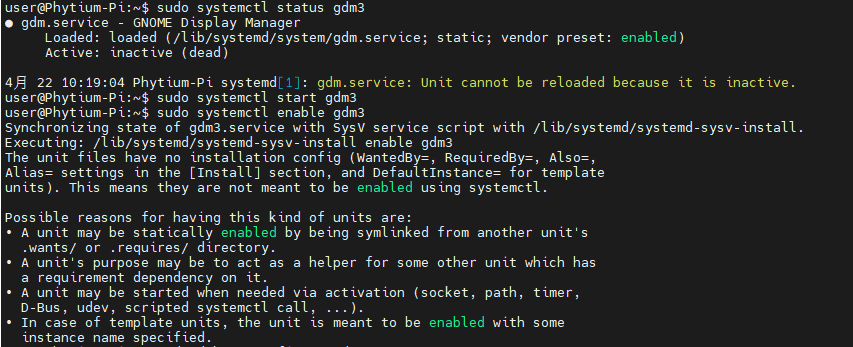 user@Phytium-Pi:~$ sudo systemctl status gdm3
● gdm.service - GNOME Display Manager
Loaded: loaded (/lib/systemd/system/gdm.service; static; vendor preset: enabled)
Active: inactive (dead)
4月 22 10:19:04 Phytium-Pi systemd[1]: gdm.service: Unit cannot be reloaded because it is inactive.
user@Phytium-Pi:~$ sudo systemctl start gdm3
user@Phytium-Pi:~$ sudo systemctl enable gdm3
Synchronizing state of gdm3.service with SysV service script with /lib/systemd/systemd-sysv-install.
Executing: /lib/systemd/systemd-sysv-install enable gdm3
The unit files have no installation config (WantedBy=, RequiredBy=, Also=,
Alias= settings in the [Install] section, and DefaultInstance= for template
units). This means they are not meant to be enabled using systemctl.
Possible reasons for having this kind of units are:
• A unit may be statically enabled by being symlinked from another unit's
.wants/ or .requires/ directory.
• A unit's purpose may be to act as a helper for some other unit which has
a requirement dependency on it.
• A unit may be started when needed via activation (socket, path, timer,
D-Bus, udev, scripted systemctl call, ...).
• In case of template units, the unit is meant to be enabled with some
instance name specified.